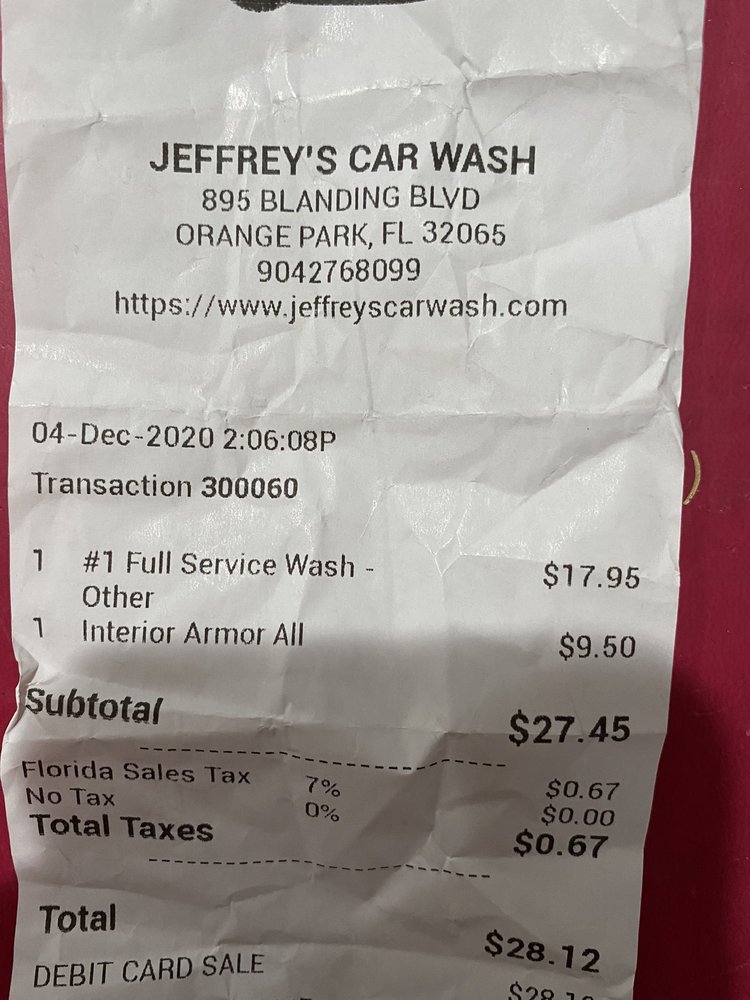 JEFFREY'S CAR WASH
895 BLANDING BLVD
ORANGE PARK, FL 32065
9042768099
https://www.jeffreyscarwash.com
04-Dec-2020 2:06:08P
Transaction 300060
1 #1 Full Service Wash - $17.95
Other
1 Interior Armor All $9.50
Subtotal $27.45
Florida Sales Tax 7% $0.67
No Tax 0% $0.00
Total Taxes $0.67
Total $28.12
DEBIT CARD SALE